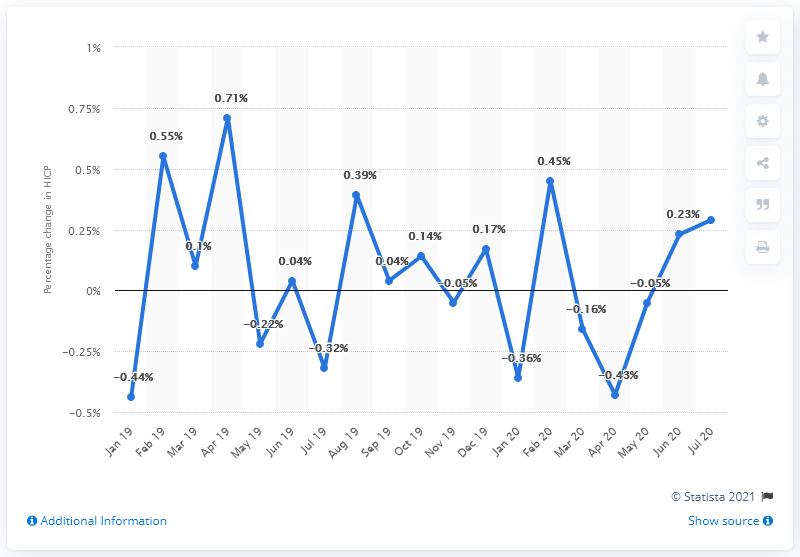 1%
0.75%
0.5%
0.25%
0%
−0.25%
−0.5%
Percentage change in HICP
−0.44%
0.55%
0.1%
0.71%
−0.22%
0.04%
−0.32%
0.39%
0.04%
0.14%
−0.05%
0.17%
−0.36%
0.45%
−0.16%
−0.43%
−0.05%
0.23%
Jan 19
Feb 19
Mar 19
Apr 19
May 19
Jun 19
Jul 19
Aug 19
Sep 19
Oct 19
Nov 19
Dec 19
Jan 20
Feb 20
Mar 20
Apr 20
May 20
Jun 20
Jul 20
© Statista 2021
Additional Information
Show source